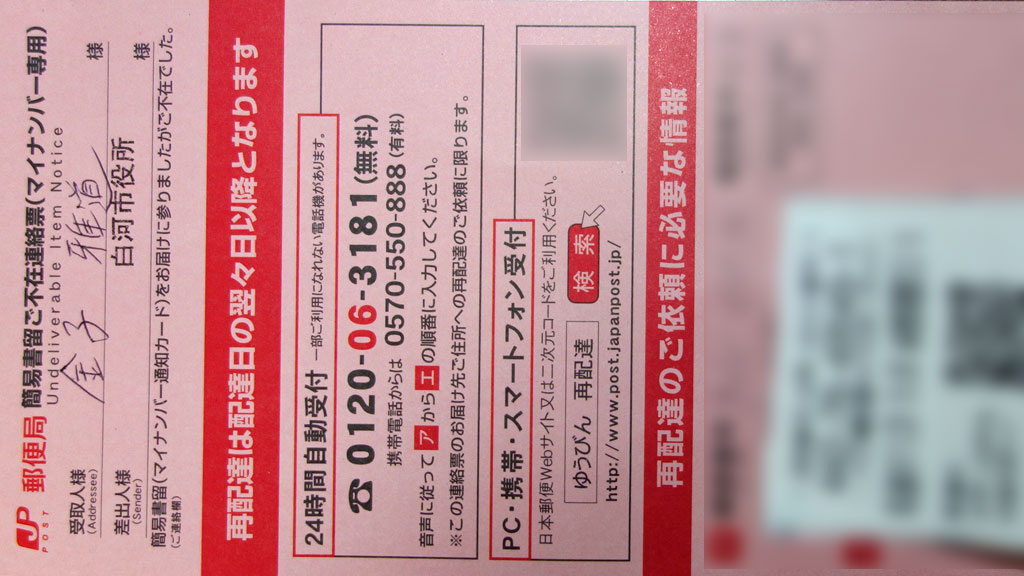 JP
POST
郵便局 簡易書留ご不在連絡票(マイナンバー専用)
Undeliverable Item Notice
受取人様
(Addressee)
金子 雅道 様
差出人様
(Sender)
白河市役所 様
簡易書留(マイナンバー通知カード)をお届けに参りましたがご不在でした。
(ご連絡欄)
再配達は配達日の翌々日以降となります
24時間自動受付 一部ご利用になれない電話機があります。
☎ 0120-06-3181(無料)
携帯電話からは 0570-550-888(有料)
音声に従って ア から エ の順番に入力してください。
※この連絡票のお届け先ご住所への再配達のご依頼に限ります。
PC・携帯・スマートフォン受付
日本郵便Webサイト又は二次元コードをご利用ください。
ゆうびん 再配達 検索
http://www.post.japanpost.jp/
再配達のご依頼に必要な情報